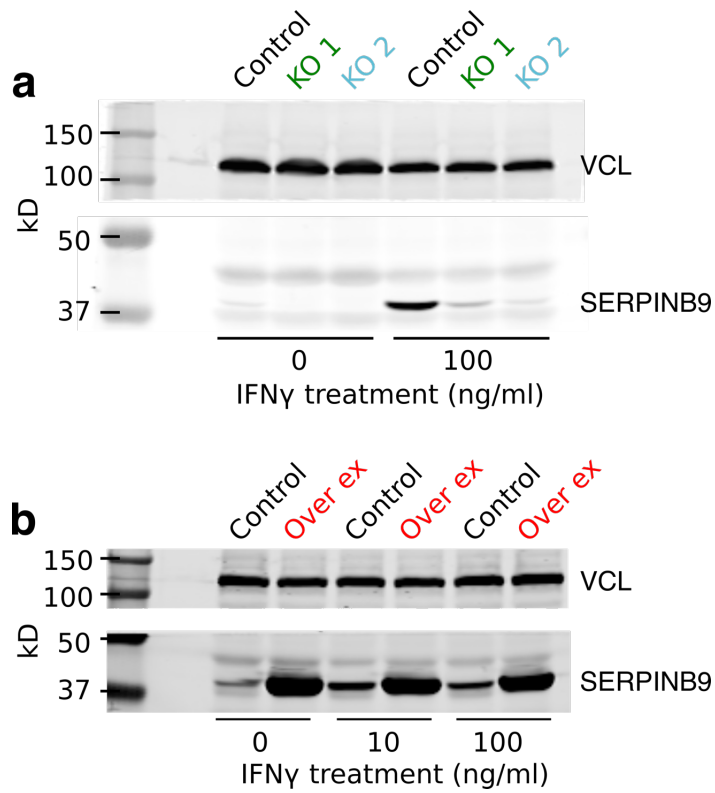 a
Control KO 1 KO 2 Control KO 1 KO 2
150
VCL
100
kD
50
37
SERPINB9
0 100
IFNγ treatment (ng/ml)
b
Control Over ex Control Over ex Control Over ex
150
VCL
100
kD
50
37
SERPINB9
0 10 100
IFNγ treatment (ng/ml)